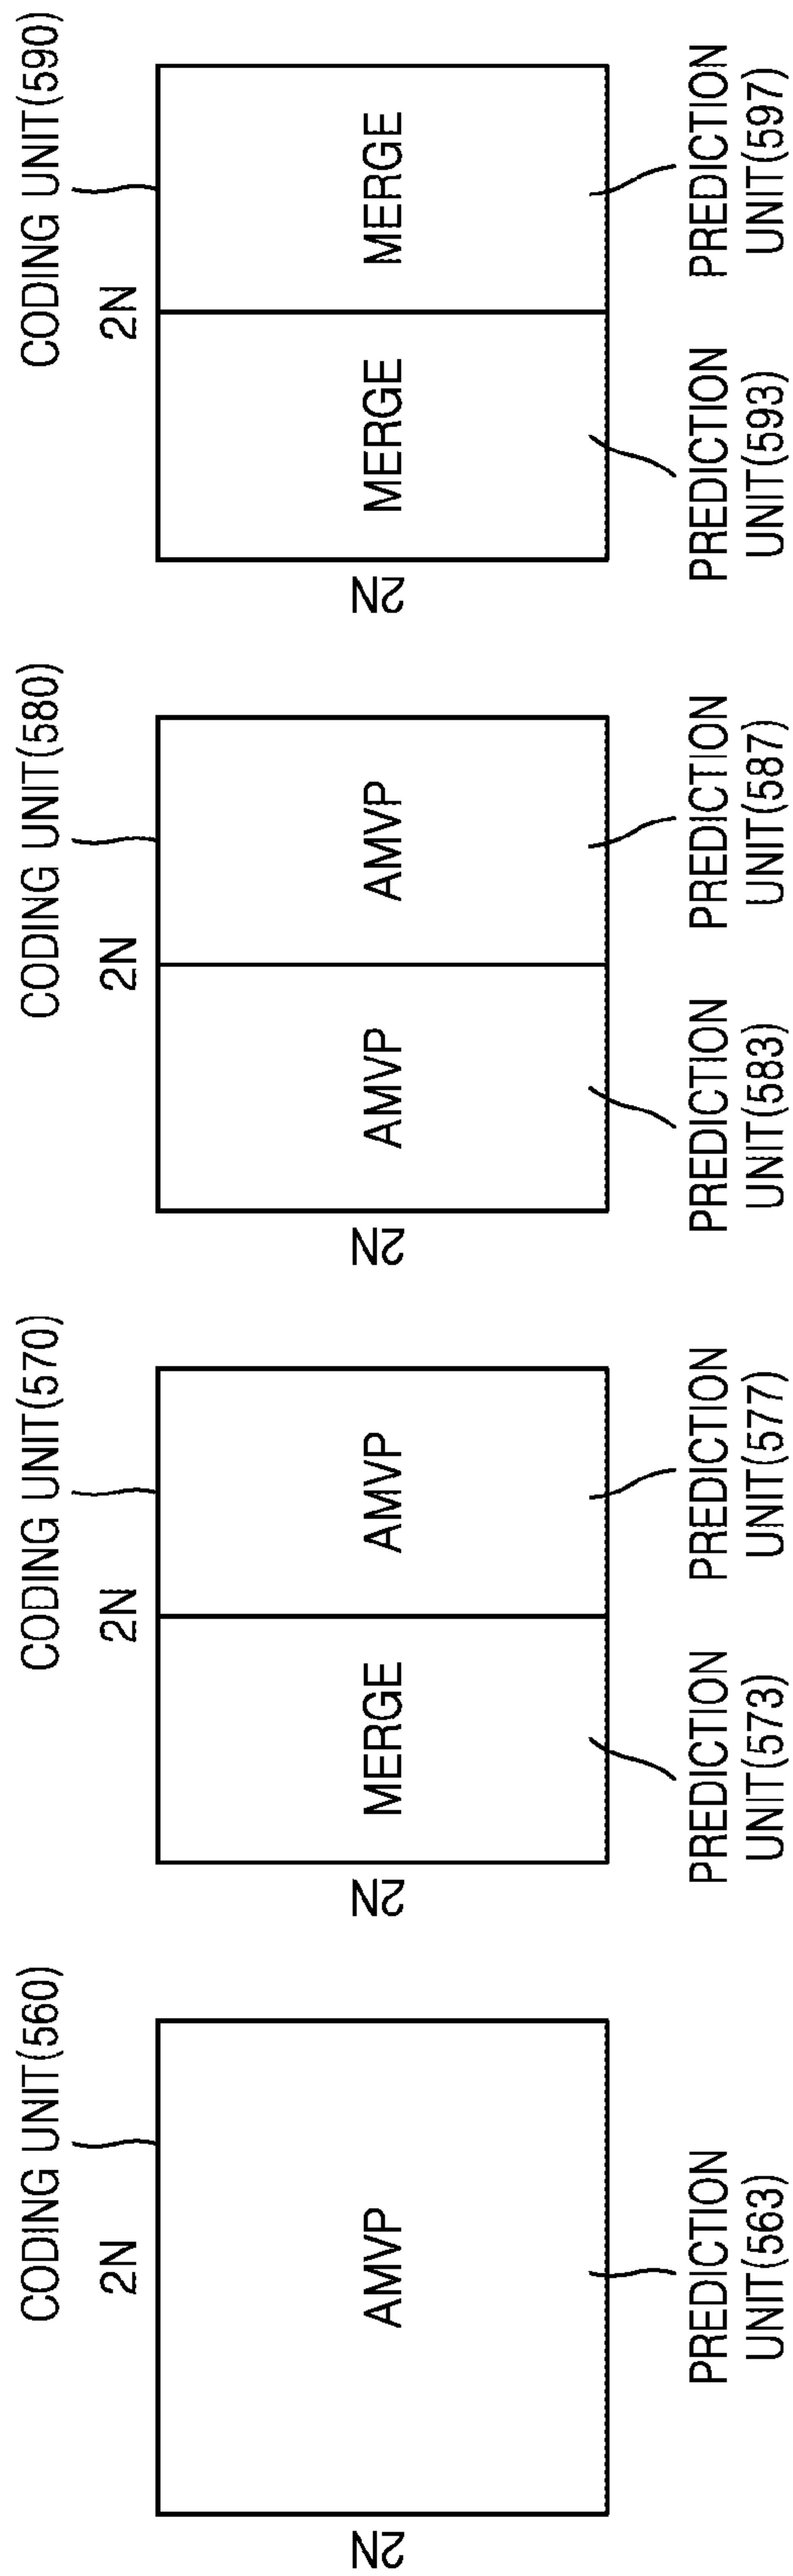 CODING UNIT(560)
2N
2N
AMVP
PREDICTION
UNIT(563)
CODING UNIT(570)
2N
2N
MERGE
AMVP
PREDICTION
UNIT(573)
PREDICTION
UNIT(577)
CODING UNIT(580)
2N
2N
AMVP
AMVP
PREDICTION
UNIT(583)
PREDICTION
UNIT(587)
CODING UNIT(590)
2N
2N
MERGE
MERGE
PREDICTION
UNIT(593)
PREDICTION
UNIT(597)